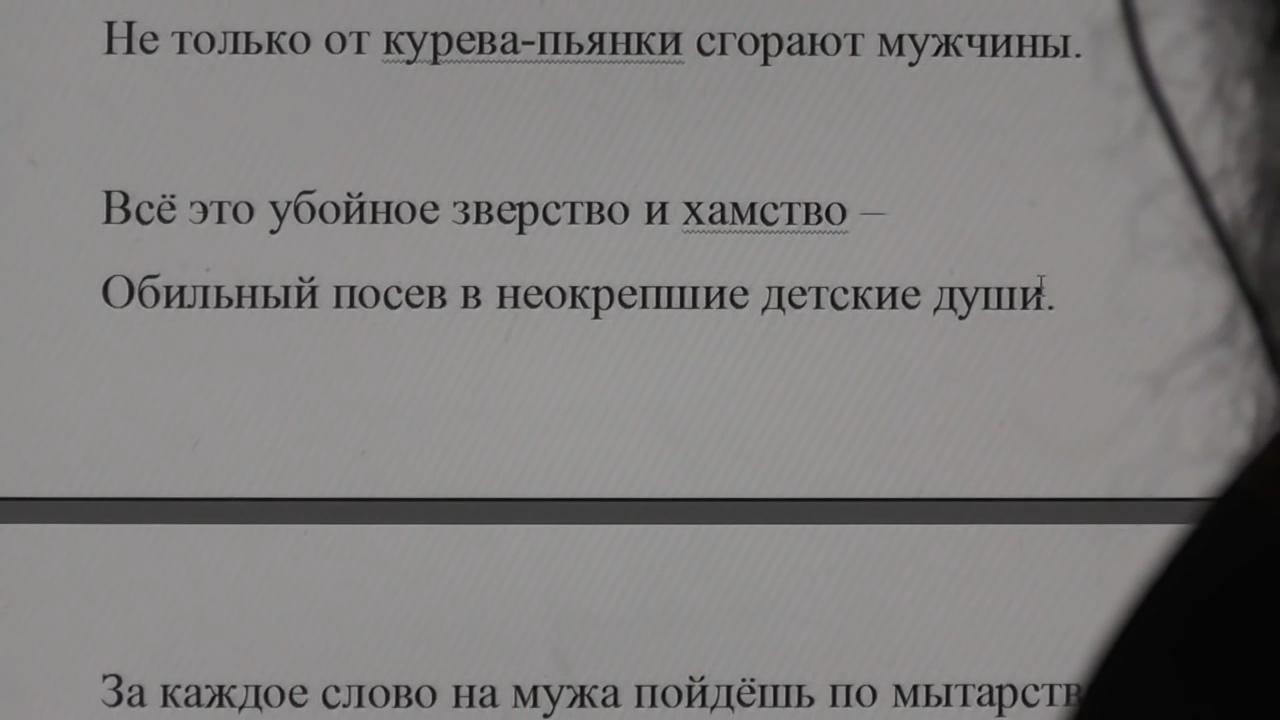 Не только от курева-пьянки сгорают мужчины.
Всё это убойное зверство и хамство –
Обильный посев в неокрепшие детские души.
За каждое слово на мужа пойдёшь по